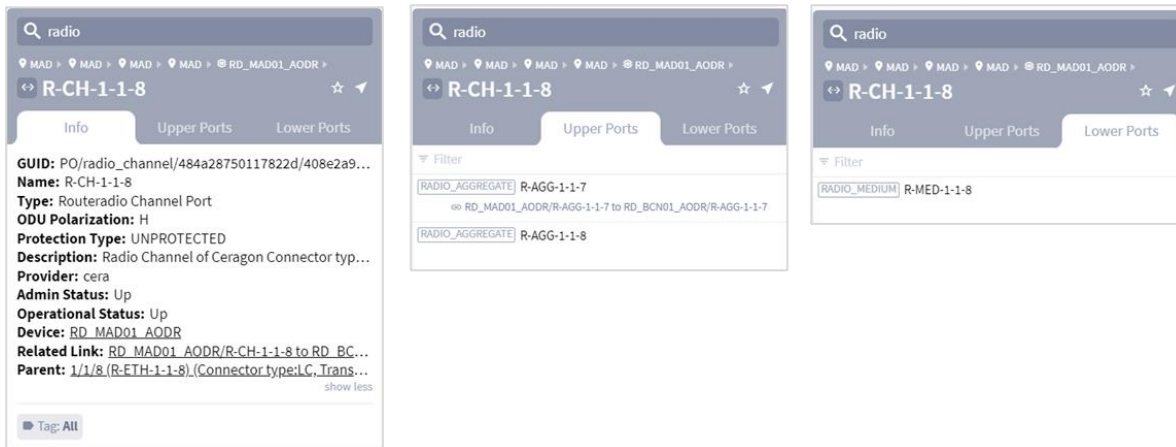 radio
MAD ▸ MAD ▸ MAD ▸ MAD ▸ RD_MAD01_AODR ▸
R-CH-1-1-8
Info Upper Ports Lower Ports
GUID: PO/radio_channel/484a28750117822d/408e2a9...
Name: R-CH-1-1-8
Type: Routeradio Channel Port
ODU Polarization: H
Protection Type: UNPROTECTED
Description: Radio Channel of Ceragon Connector typ...
Provider: cera
Admin Status: Up
Operational Status: Up
Device: RD_MAD01_AODR
Related Link: RD_MAD01_AODR/R-CH-1-1-8 to RD_BC...
Parent: 1/1/8 (R-ETH-1-1-8) (Connector type:LC, Trans...
show less
Tag: All
radio
MAD ▸ MAD ▸ MAD ▸ MAD ▸ RD_MAD01_AODR ▸
R-CH-1-1-8
Info Upper Ports Lower Ports
Filter
RADIO_AGGREGATE R-AGG-1-1-7
RD_MAD01_AODR/R-AGG-1-1-7 to RD_BCN01_AODR/R-AGG-1-1-7
RADIO_AGGREGATE R-AGG-1-1-8
radio
MAD ▸ MAD ▸ MAD ▸ MAD ▸ RD_MAD01_AODR ▸
R-CH-1-1-8
Info Upper Ports Lower Ports
Filter
RADIO_MEDIUM R-MED-1-1-8